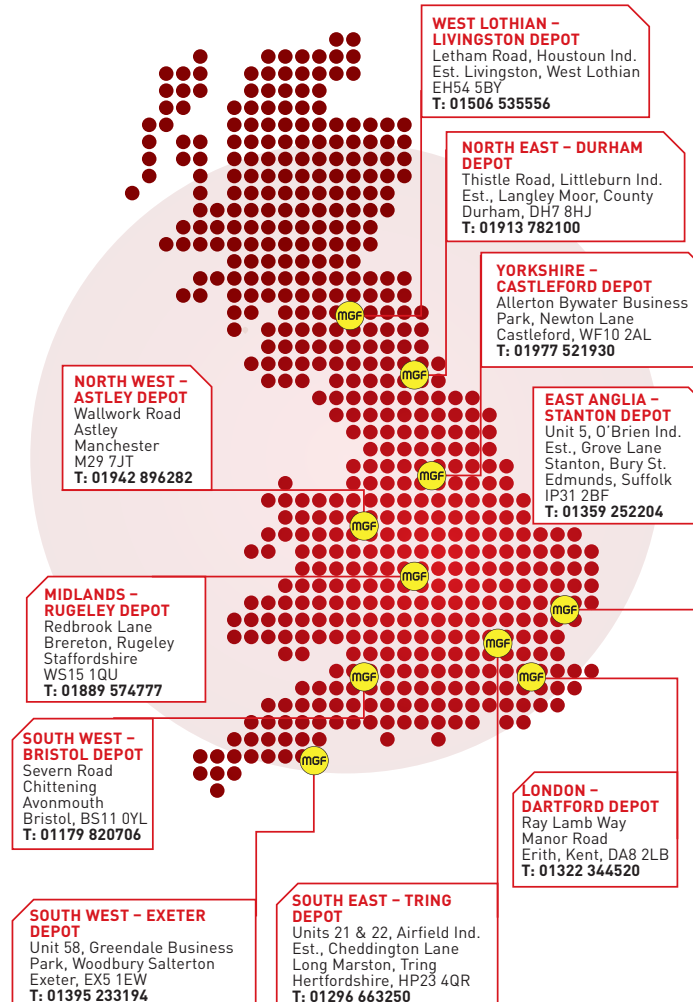 WEST LOTHIAN –
LIVINGSTON DEPOT
Letham Road, Houstoun Ind.
Est. Livingston, West Lothian
EH54 5BY
T: 01506 535556
NORTH EAST – DURHAM
DEPOT
Thistle Road, Littleburn Ind.
Est., Langley Moor, County
Durham, DH7 8HJ
T: 01913 782100
YORKSHIRE –
CASTLEFORD DEPOT
Allerton Bywater Business
Park, Newton Lane
Castleford, WF10 2AL
T: 01977 521930
MGF
MGF
NORTH WEST –
ASTLEY DEPOT
Wallwork Road
Astley
Manchester
M29 7JT
T: 01942 896282
EAST ANGLIA –
STANTON DEPOT
Unit 5, O'Brien Ind.
Est., Grove Lane
Stanton, Bury St.
Edmunds, Suffolk
IP31 2BF
T: 01359 252204
MGF
MGF
MGF
MIDLANDS –
RUGELEY DEPOT
Redbrook Lane
Brereton, Rugeley
Staffordshire
WS15 1QU
T: 01889 574777
MGF
MGF
MGF
MGF
SOUTH WEST –
BRISTOL DEPOT
Severn Road
Chittening
Avonmouth
Bristol, BS11 0YL
T: 01179 820706
MGF
LONDON –
DARTFORD DEPOT
Ray Lamb Way
Manor Road
Erith, Kent, DA8 2LB
T: 01322 344520
SOUTH WEST – EXETER
DEPOT
Unit 58, Greendale Business
Park, Woodbury Salterton
Exeter, EX5 1EW
T: 01395 233194
SOUTH EAST – TRING
DEPOT
Units 21 & 22, Airfield Ind.
Est., Cheddington Lane
Long Marston, Tring
Hertfordshire, HP23 4QR
T: 01296 663250